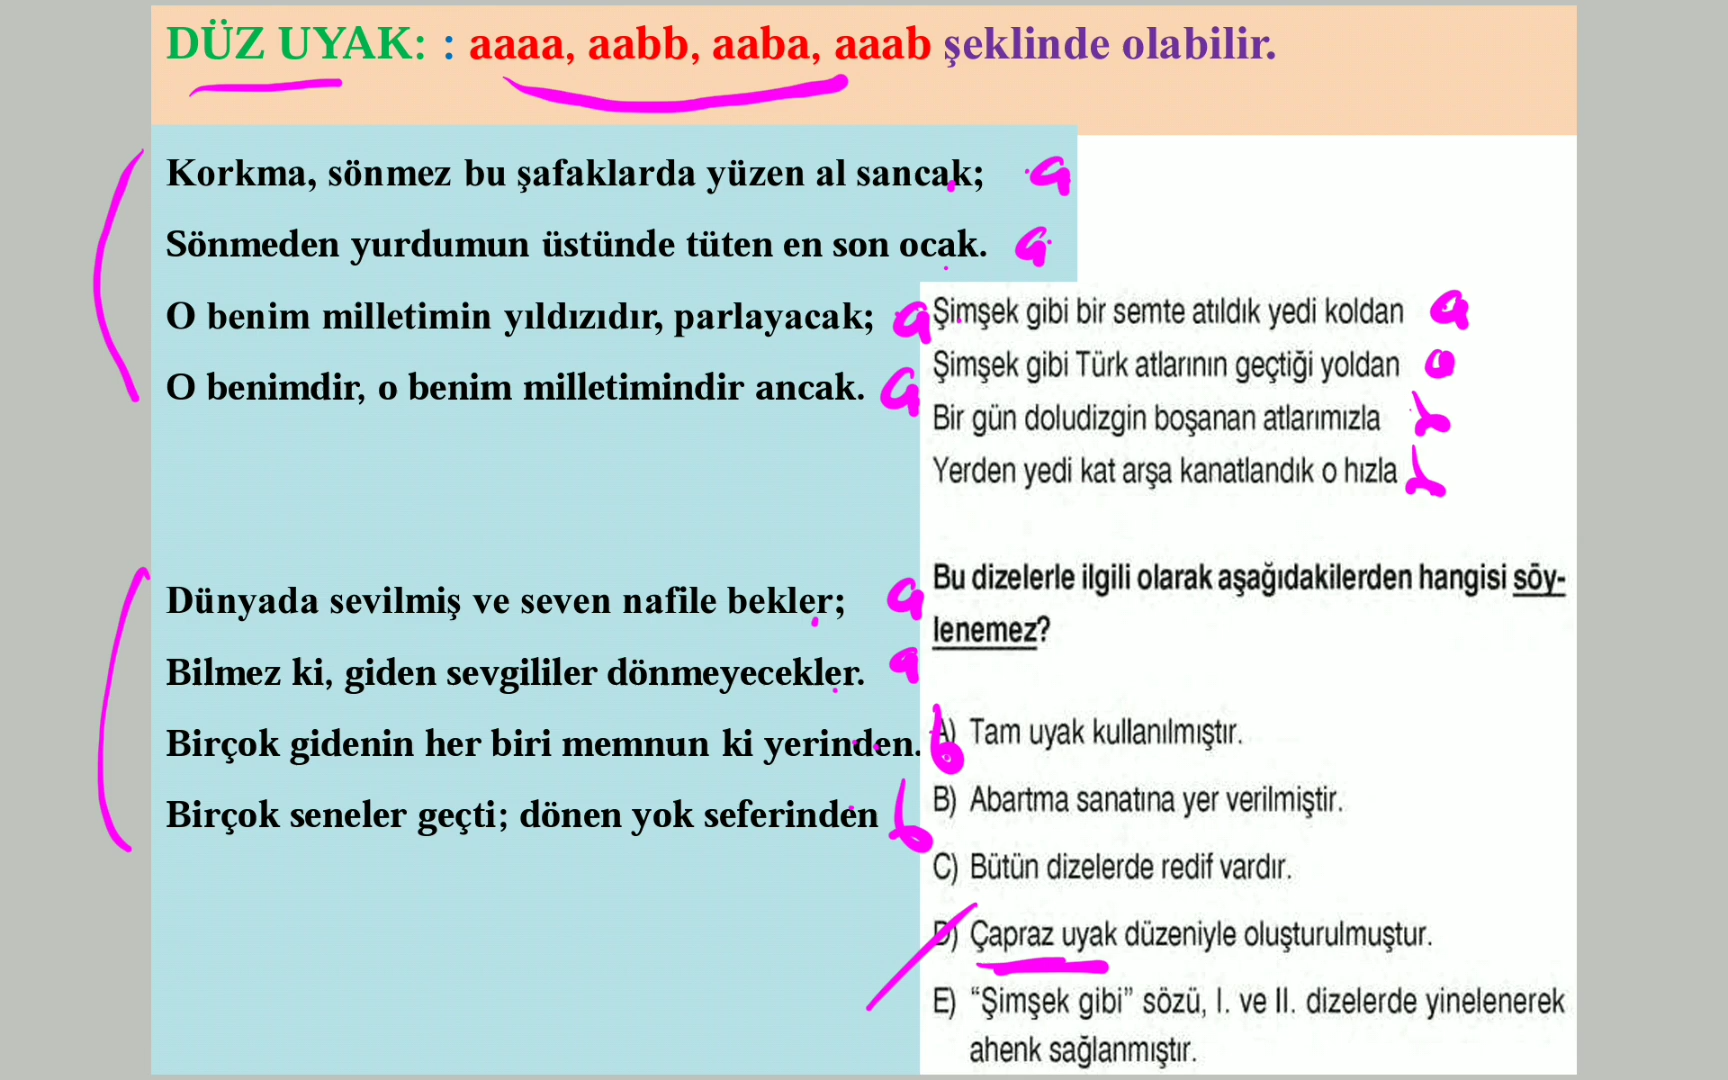 DÜZ UYAK: : aaaa, aabb, aaba, aaab şeklinde olabilir.
Korkma, sönmez bu şafaklarda yüzen al sancak; a
Sönmeden yurdumun üstünde tüten en son ocak. a
O benim milletimin yıldızıdır, parlayacak; a
O benimdir, o benim milletimindir ancak. a
Dünyada sevilmiş ve seven nafile bekler; a
Bilmez ki, giden sevgililer dönmeyecekler. a
Birçok gidenin her biri memnun ki yerinden. b
Birçok seneler geçti; dönen yok seferinden b
Şimşek gibi bir semte atıldık yedi koldan a
Şimşek gibi Türk atlarının geçtiği yoldan a
Bir gün doludizgin boşanan atlarımızla b
Yerden yedi kat arşa kanatlandık o hızla b
Bu dizelerle ilgili olarak aşağıdakilerden hangisi söy-
lenemez?
A) Tam uyak kullanılmıştır.
B) Abartma sanatına yer verilmiştir.
C) Bütün dizelerde redif vardır.
D) Çapraz uyak düzeniyle oluşturulmuştur.
E) “Şimşek gibi” sözü, I. ve II. dizelerde yinelenerek
ahenk sağlanmıştır.